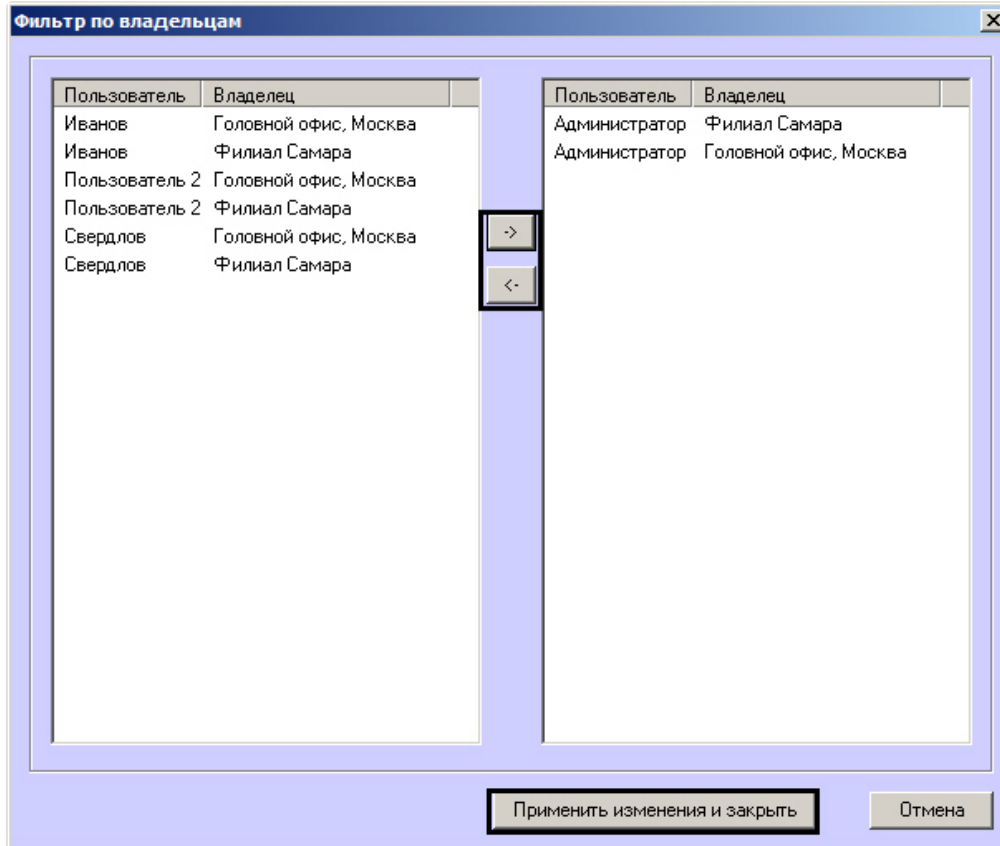 Фильтр по владельцам
Пользователь Владелец
Иванов Головной офис, Москва
Иванов Филиал Самара
Пользователь 2 Головной офис, Москва
Пользователь 2 Филиал Самара
Свердлов Головной офис, Москва
Свердлов Филиал Самара
->
<-
Пользователь Владелец
Администратор Филиал Самара
Администратор Головной офис, Москва
Применить изменения и закрыть
Отмена